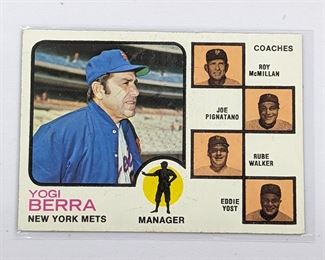 COACHES
ROY
McMILLAN
JOE
PIGNATANO
RUBE
WALKER
EDDIE
YOST
YOGI
BERRA
NEW YORK METS
MANAGER